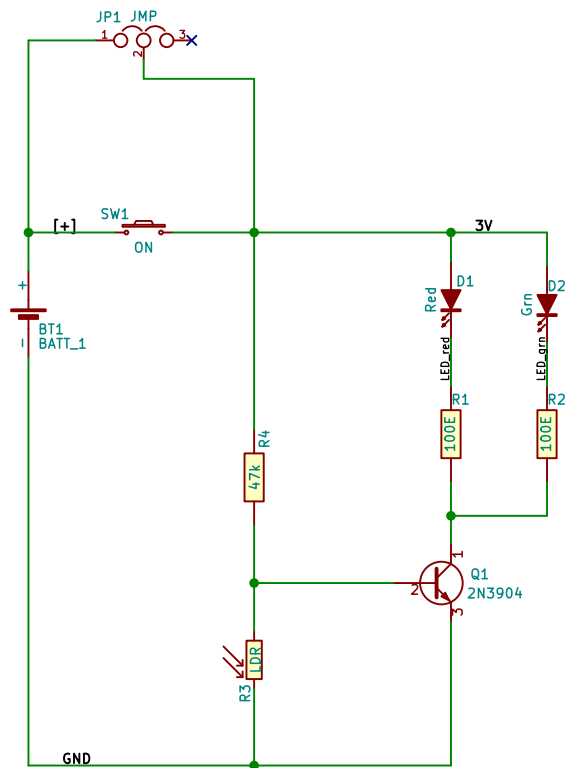 JP1 JMP
1
2
3
[+]
SW1
ON
3V
+
BT1
-
BATT_1
Red
D1
Grn
D2
LED_red
LED_grn
R1
100E
R2
100E
R4
47k
1
2
3
Q1
2N3904
LDR
R3
GND